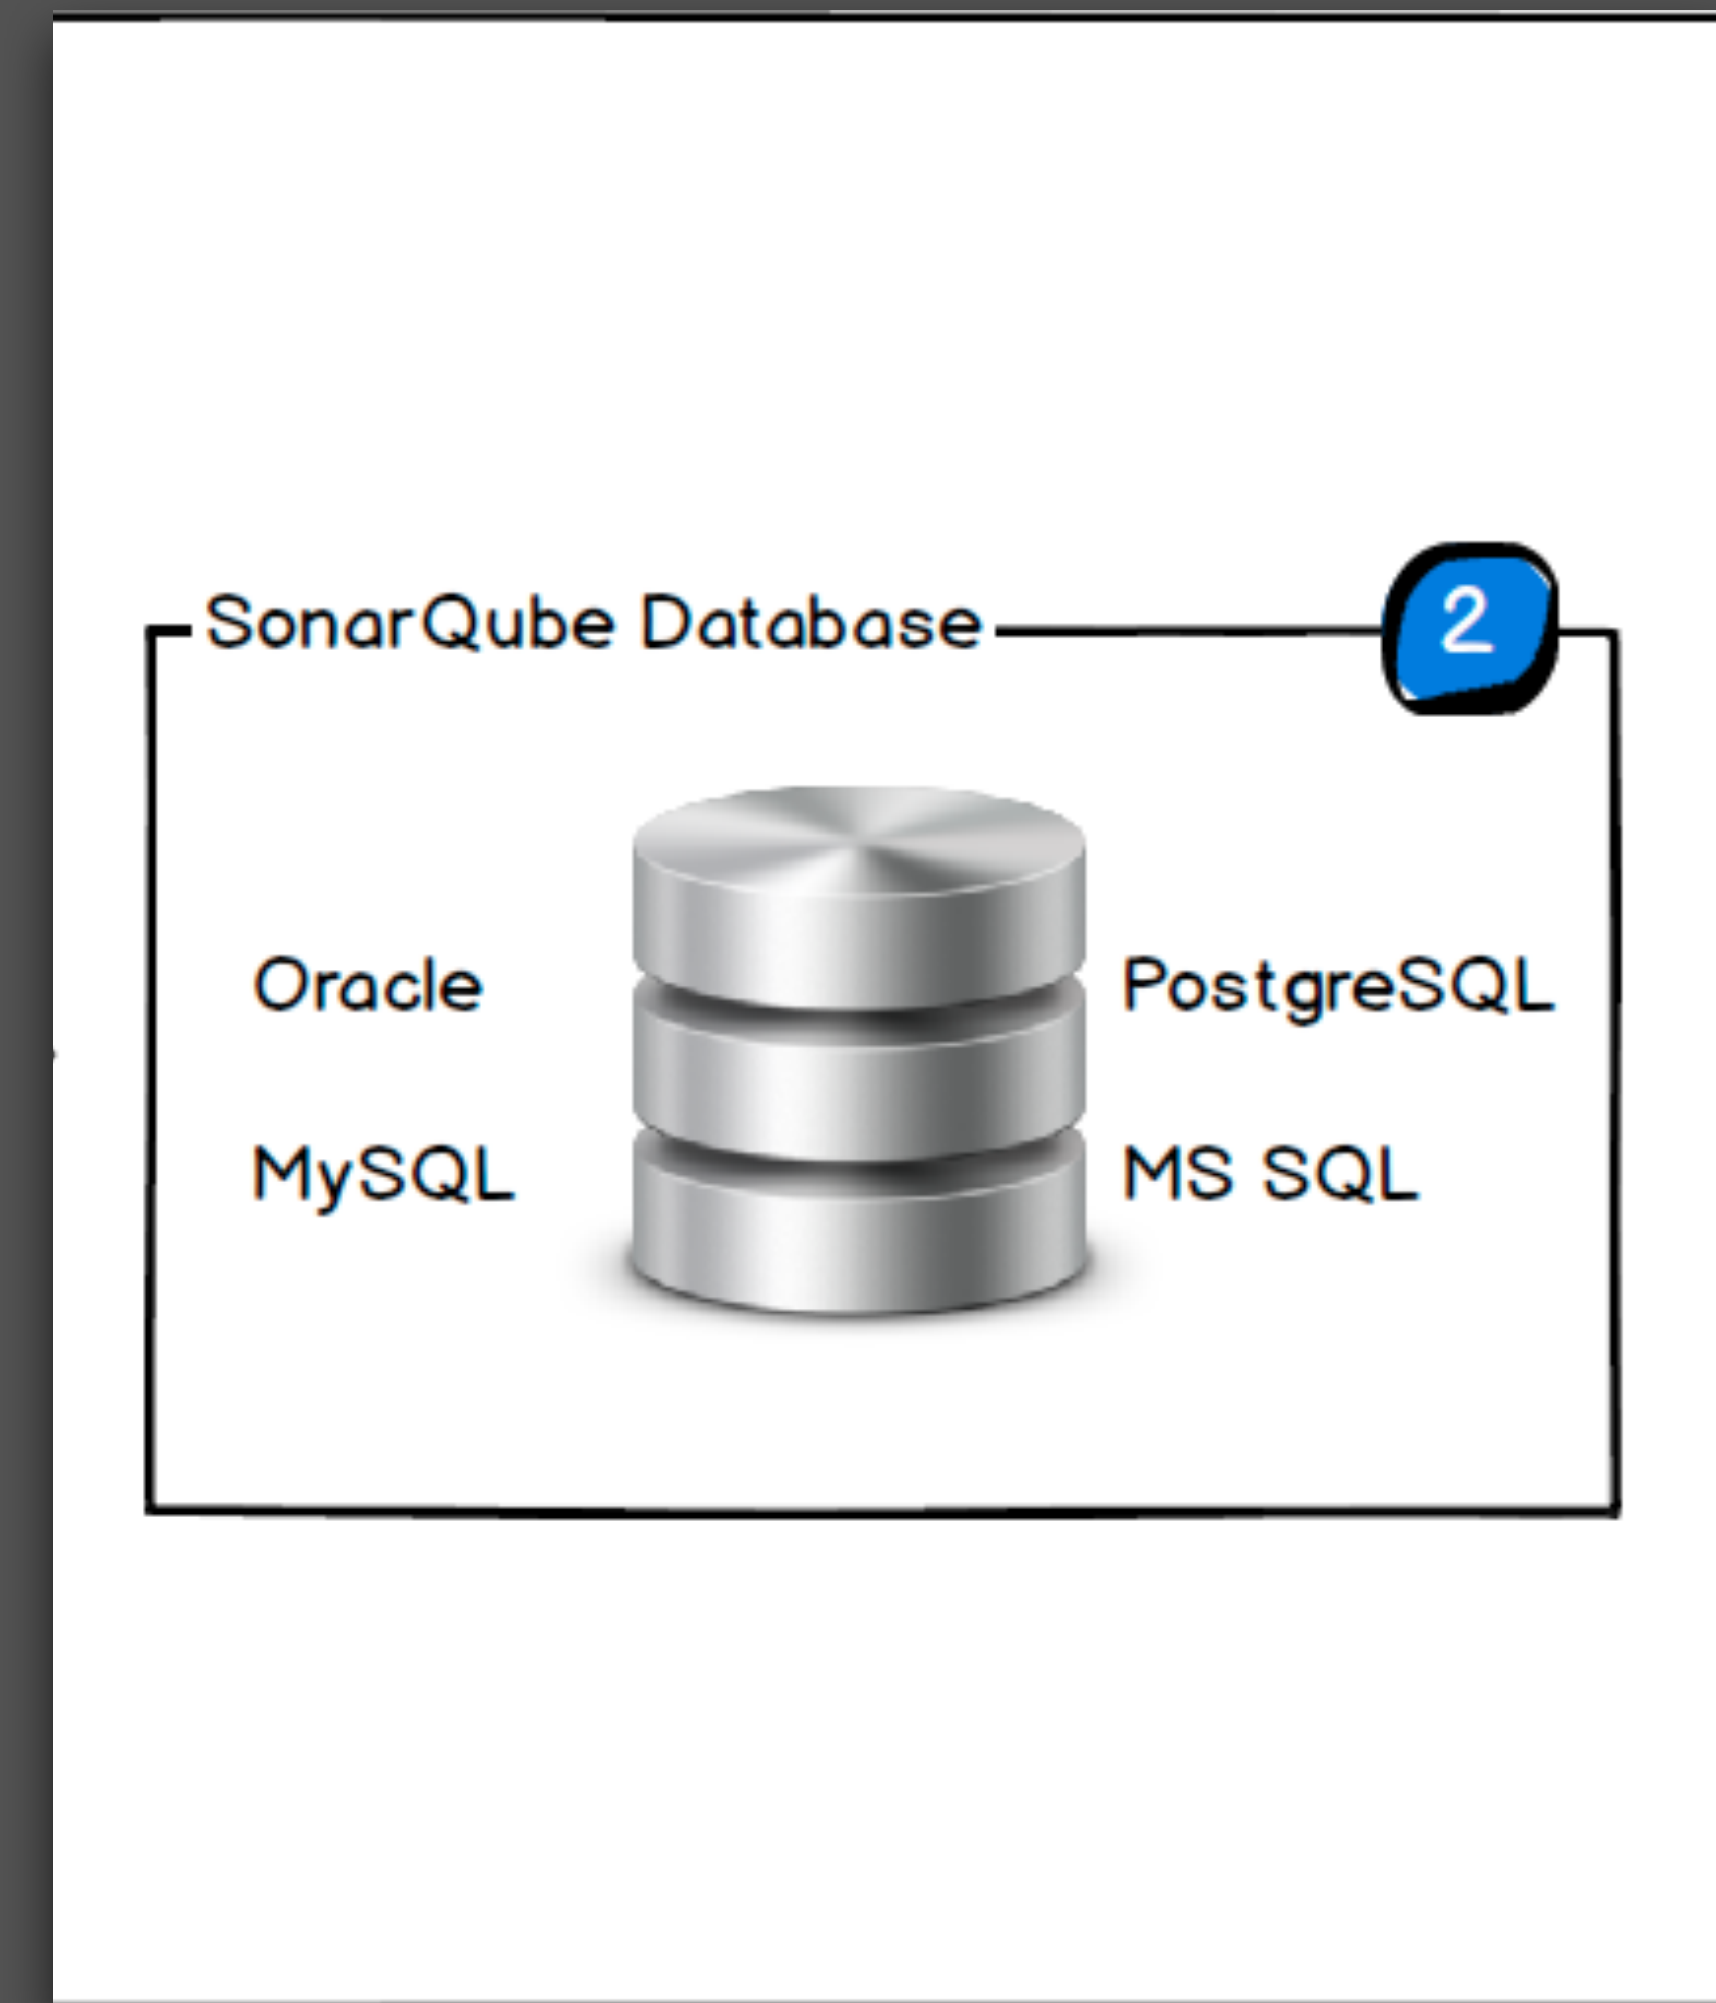 SonarQube Database
2
Oracle
PostgreSQL
MySQL
MS SQL